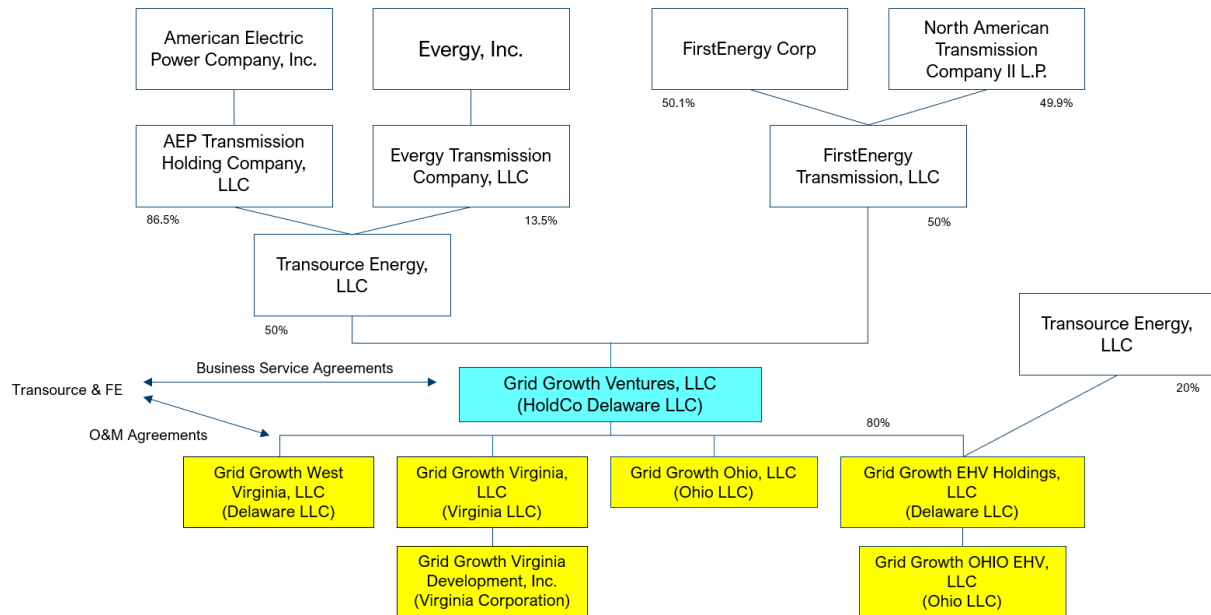 American Electric
Power Company, Inc.
Evergy, Inc.
FirstEnergy Corp
North American
Transmission
Company II L.P.
50.1%
49.9%
AEP Transmission
Holding Company,
LLC
Evergy Transmission
Company, LLC
FirstEnergy
Transmission, LLC
86.5%
13.5%
50%
Transource Energy,
LLC
50%
Transource Energy,
LLC
20%
Business Service Agreements
Transource & FE
O&M Agreements
Grid Growth Ventures, LLC
(HoldCo Delaware LLC)
80%
Grid Growth West
Virginia, LLC
(Delaware LLC)
Grid Growth Virginia,
LLC
(Virginia LLC)
Grid Growth Ohio, LLC
(Ohio LLC)
Grid Growth EHV Holdings,
LLC
(Delaware LLC)
Grid Growth Virginia
Development, Inc.
(Virginia Corporation)
Grid Growth OHIO EHV,
LLC
(Ohio LLC)